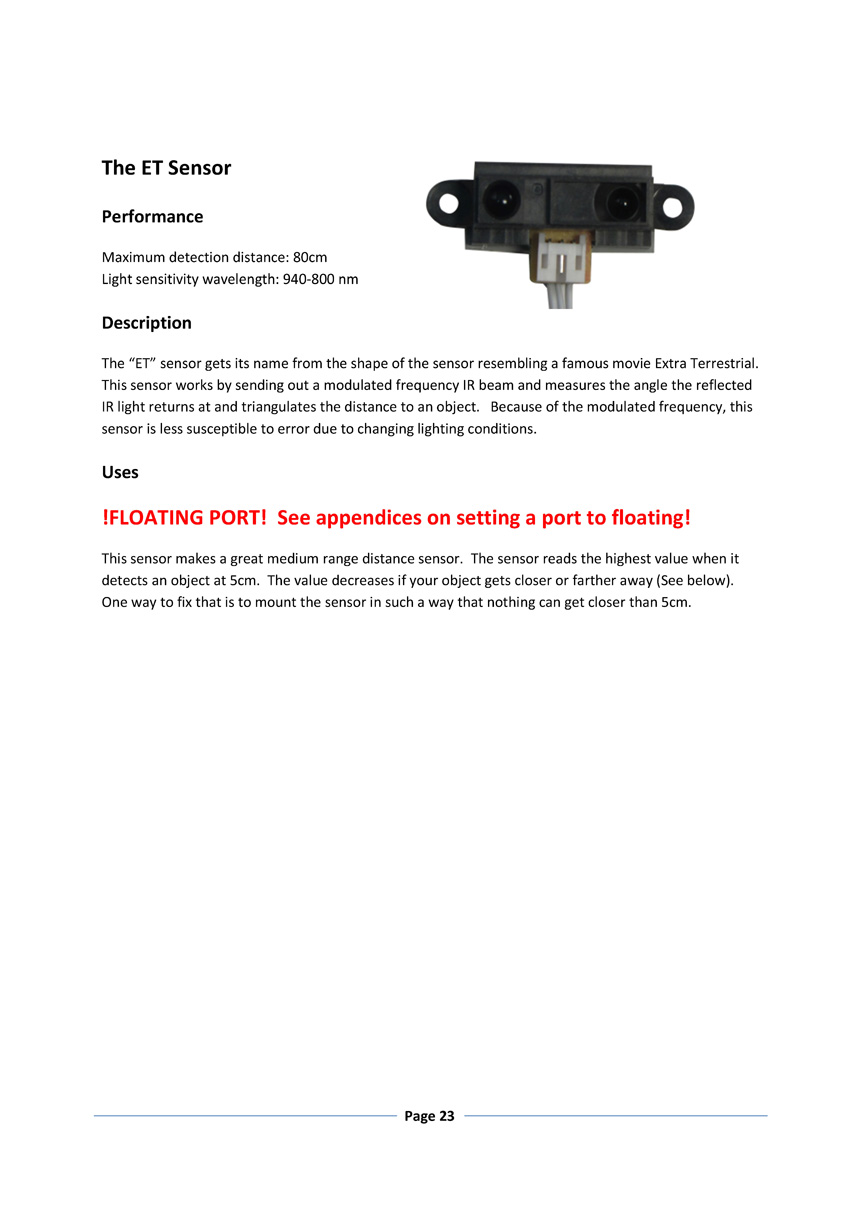 The ET Sensor
Performance
Maximum detection distance: 80cm
Light sensitivity wavelength: 940-800 nm
Description
The “ET” sensor gets its name from the shape of the sensor resembling a famous movie Extra Terrestrial.
This sensor works by sending out a modulated frequency IR beam and measures the angle the reflected
IR light returns at and triangulates the distance to an object.   Because of the modulated frequency, this
sensor is less susceptible to error due to changing lighting conditions.
Uses
!FLOATING PORT!  See appendices on setting a port to floating!
This sensor makes a great medium range distance sensor.  The sensor reads the highest value when it
detects an object at 5cm.  The value decreases if your object gets closer or farther away (See below).
One way to fix that is to mount the sensor in such a way that nothing can get closer than 5cm.
Page 23